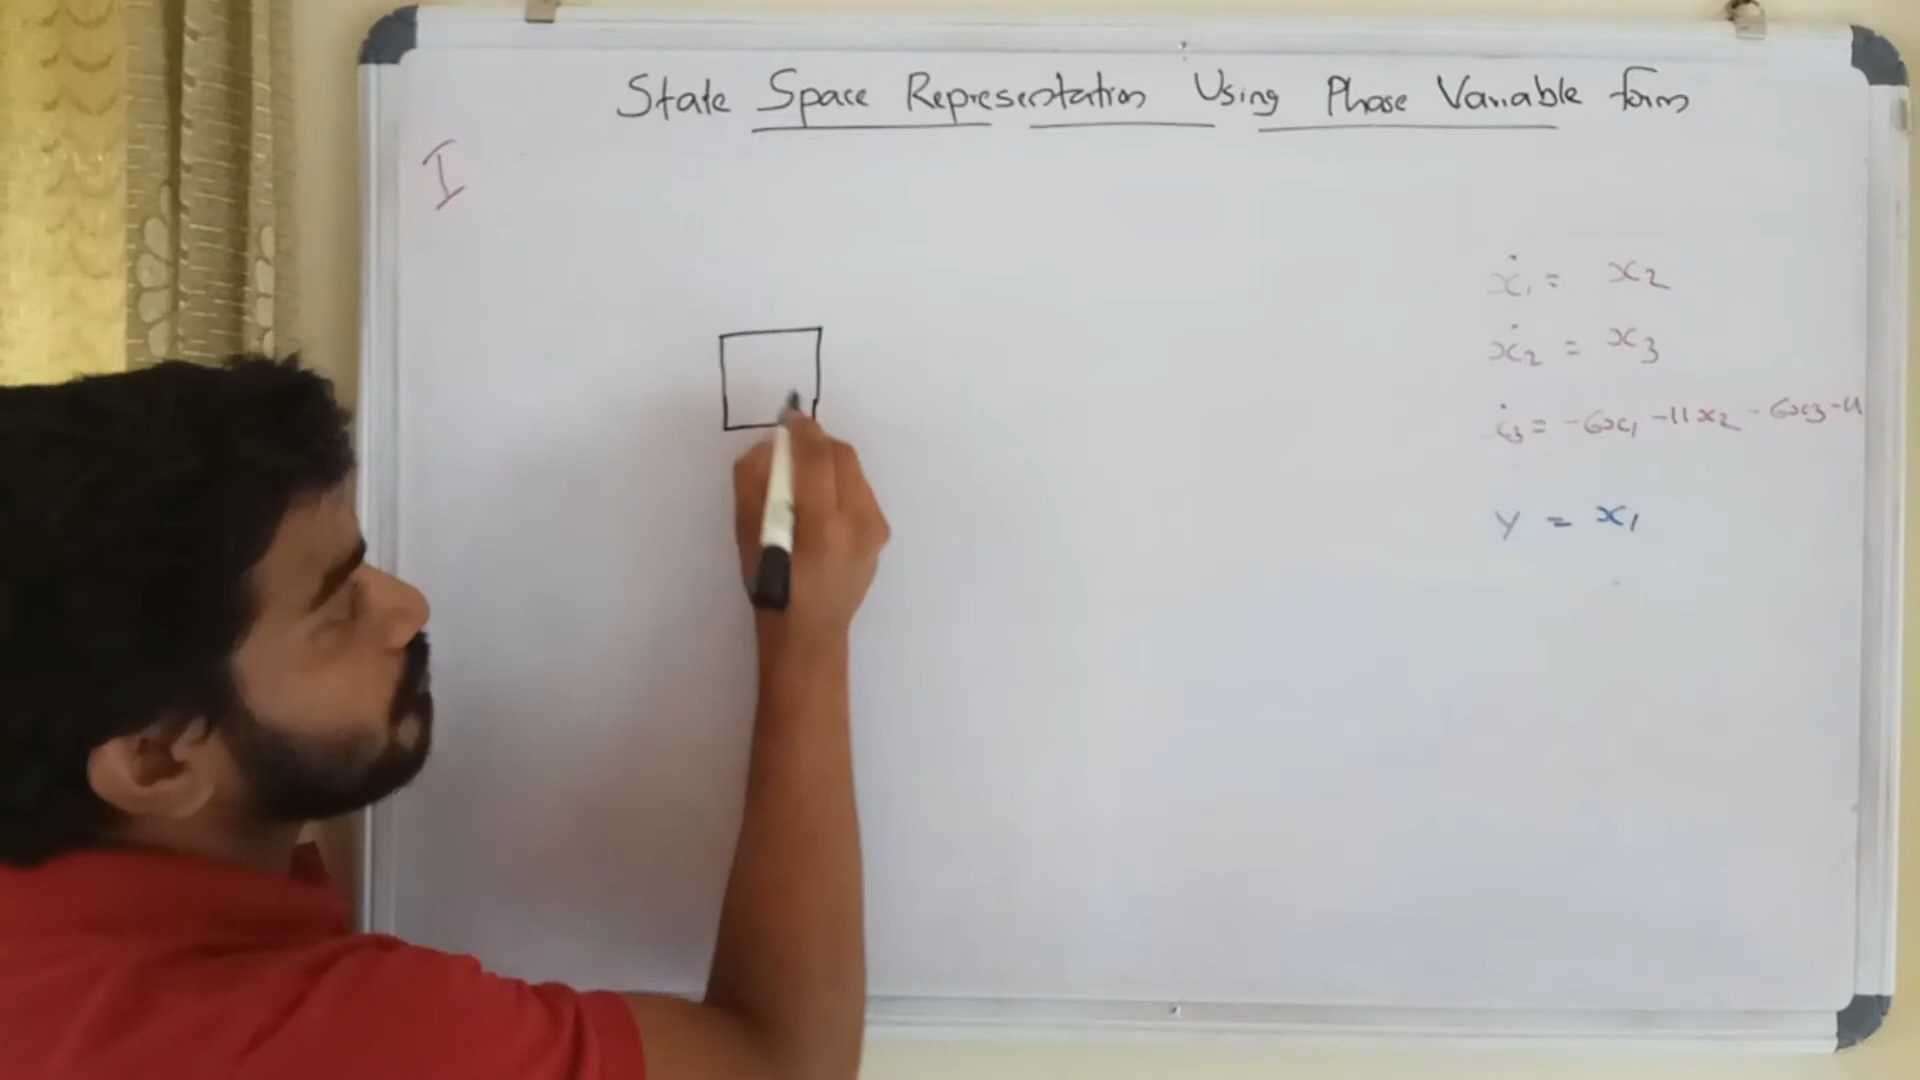 State Space Representation Using Phase Variable form
I
ẋ₁ = x₂
ẋ₂ = x₃
ẋ₃ = -6x₁ -11x₂ - 6x₃-u
y = x₁